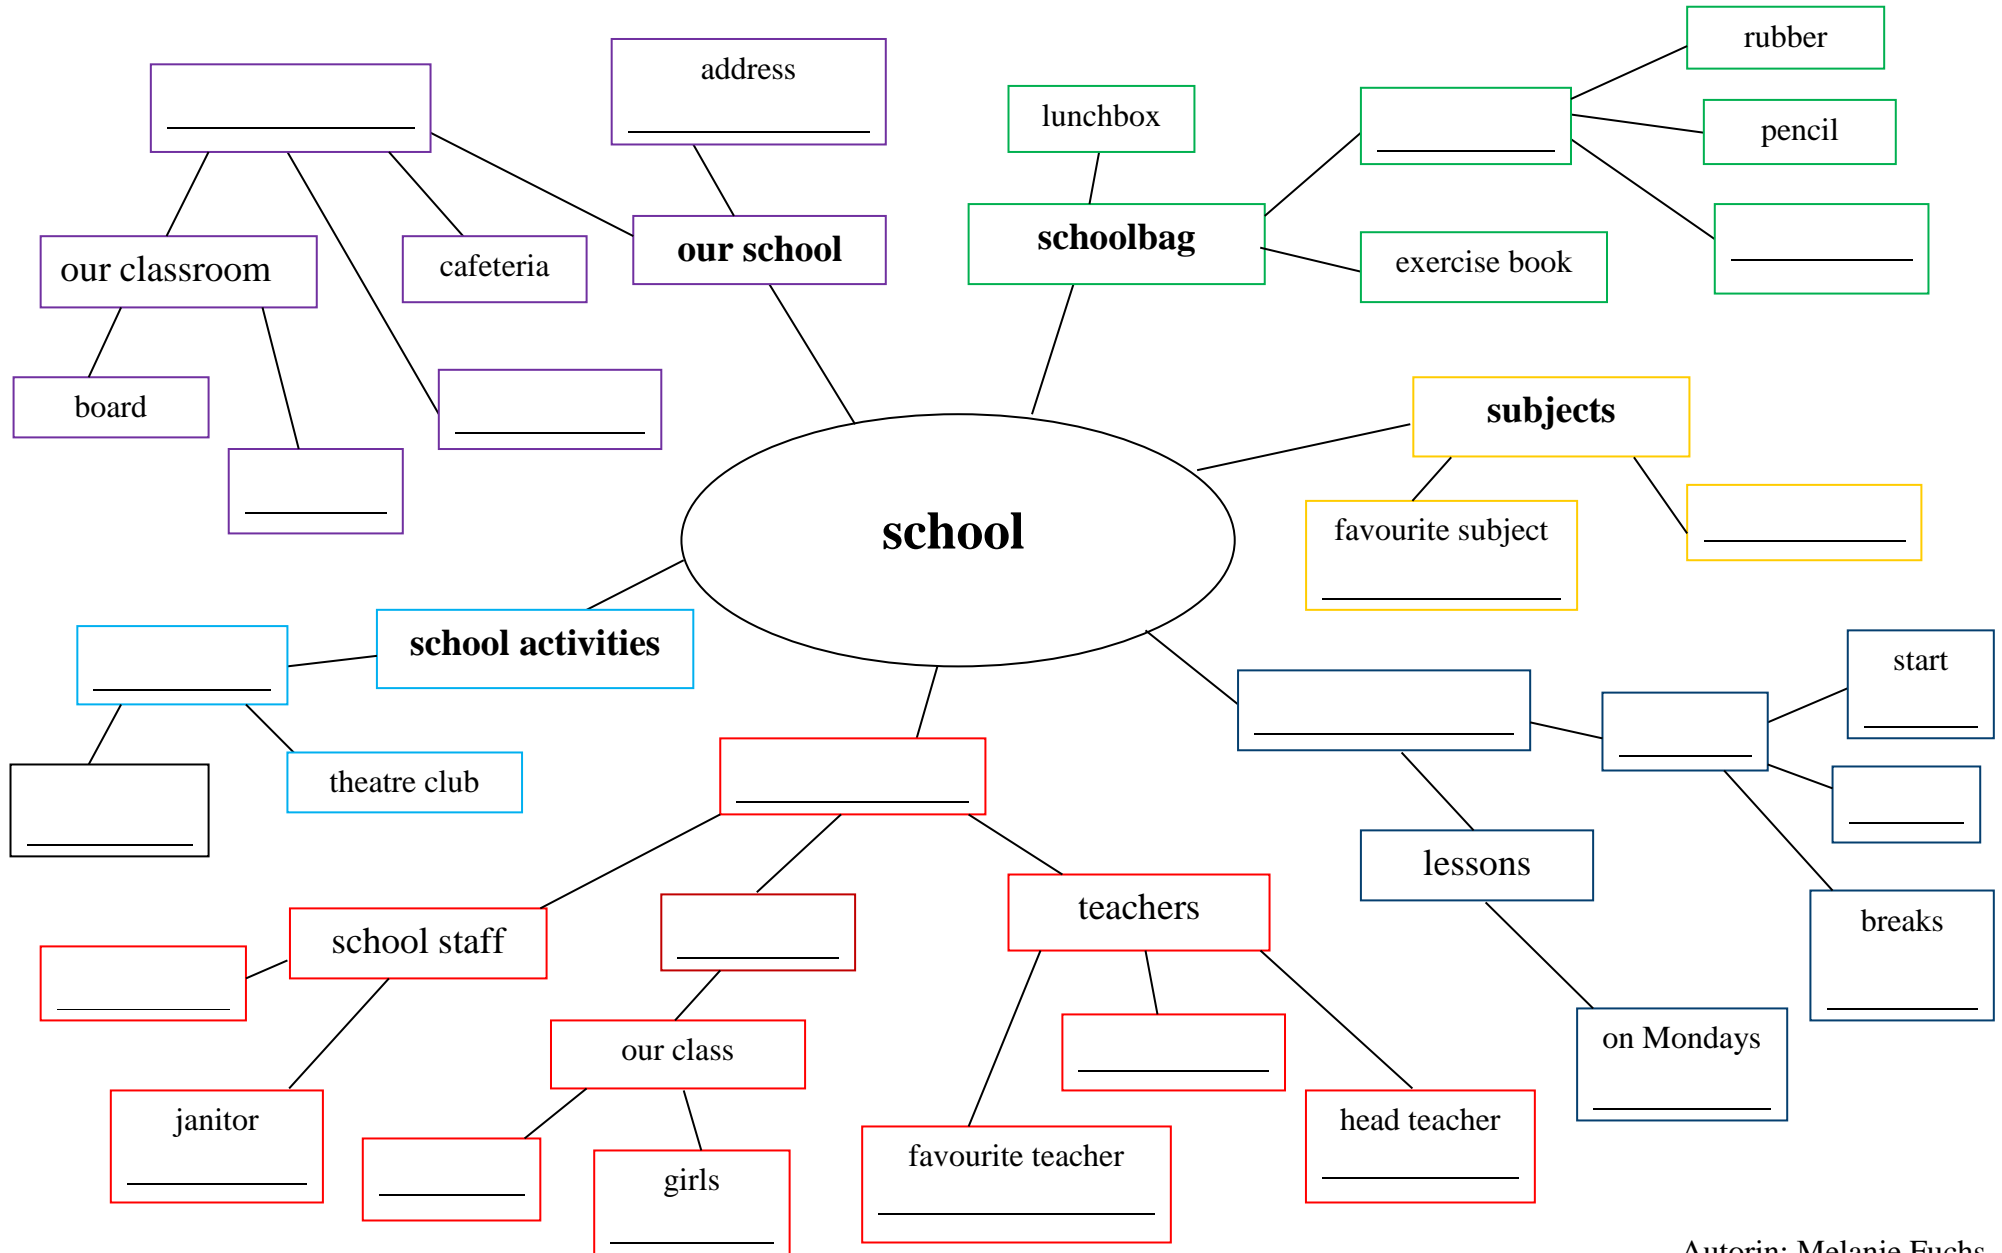 rubber
address
lunchbox
pencil
our school
schoolbag
our classroom
cafeteria
exercise book
board
subjects
school
favourite subject
school activities
start
theatre club
lessons
teachers
school staff
breaks
our class
on Mondays
janitor
head teacher
favourite teacher
girls
Autorin: Melanie Fuchs